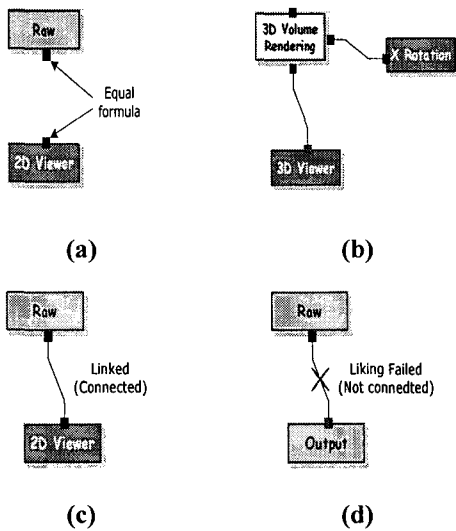 Raw
Equal
formula
2D Viewer
(a)
3D Volume
Rendering
X Rotation
3D Viewer
(b)
Raw
Linked
(Connected)
2D Viewer
(c)
Raw
Liking Failed
(Not connedted)
Output
(d)